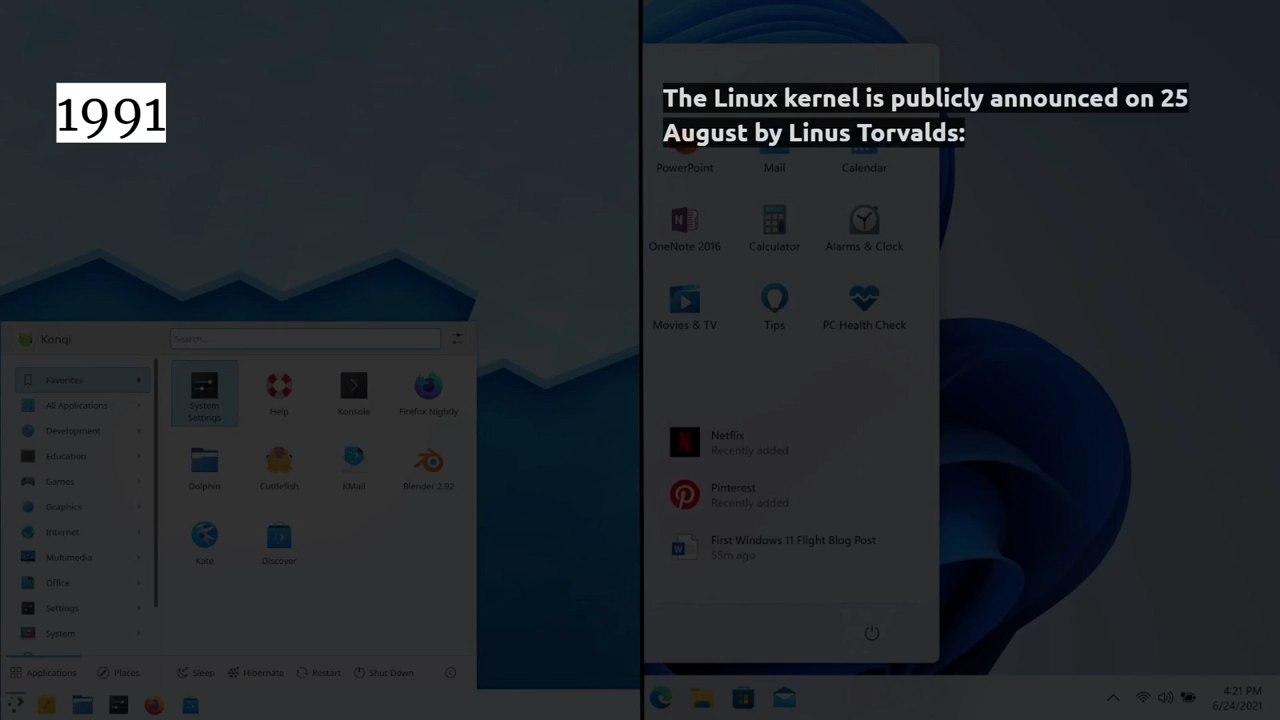 1991
The Linux kernel is publicly announced on 25
August by Linus Torvalds:
PowerPoint
Mail
Calendar
OneNote 2016
Calculator
Alarms & Clock
Movies & TV
Tips
PC Health Check
Netflix
Recently added
Pinterest
Recently added
First Windows 11 Flight Blog Post
55m ago
4:21 PM
6/24/2021
Konqi
Search...
Favorites
All Applications
Development
Education
Games
Graphics
Internet
Multimedia
Office
Settings
System
System
Settings
Help
Konsole
Firefox Nightly
Dolphin
Cuttlefish
KMail
Blender 2.92
Kate
Discover
Applications
Places
Sleep
Hibernate
Restart
Shut Down